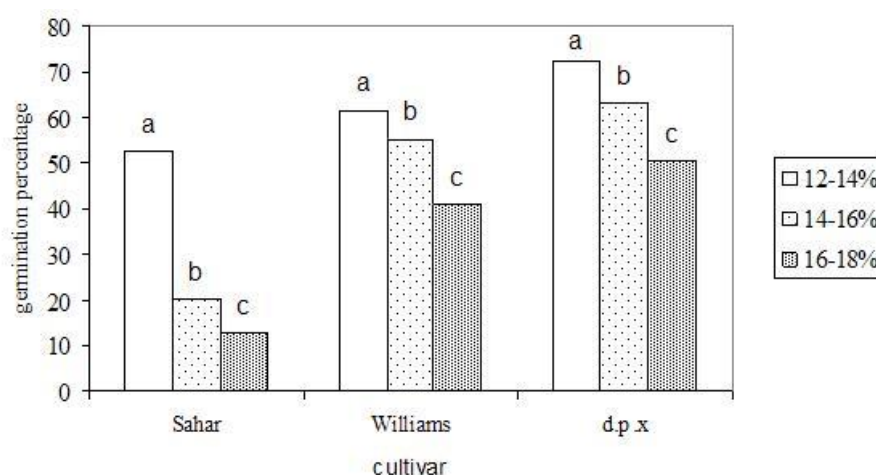 80
70
60
50
40
30
20
10
0
germination percentage
a
b
c
a
b
c
a
b
c
Sahar
Williams
d.p.x
cultivar
12-14%
14-16%
16-18%